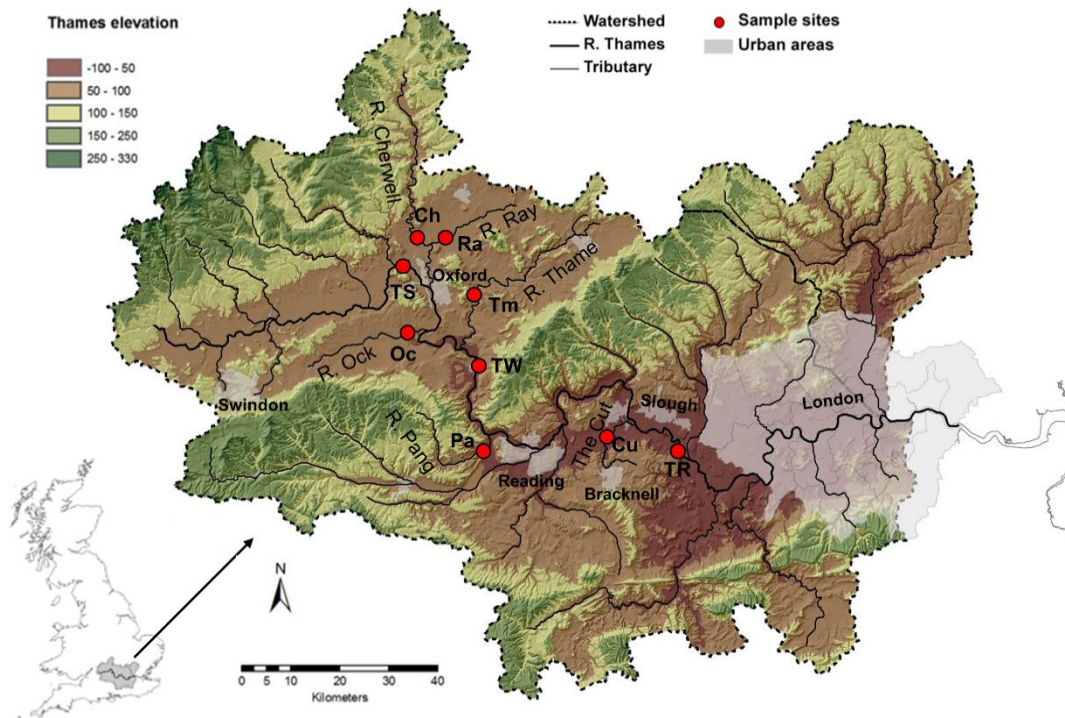 Thames elevation
-100 - 50
50 - 100
100 - 150
150 - 250
250 - 330
Watershed
R. Thames
Tributary
Sample sites
Urban areas
R. Cherwell
Ch
Ra
R. Ray
TS
Oxford
Tm
R. Thame
Oc
R. Ock
TW
Swindon
R. Pang
Pa
Reading
The Cut
Cu
Slough
TR
Bracknell
London
N
0 5 10 20 30 40
Kilometers